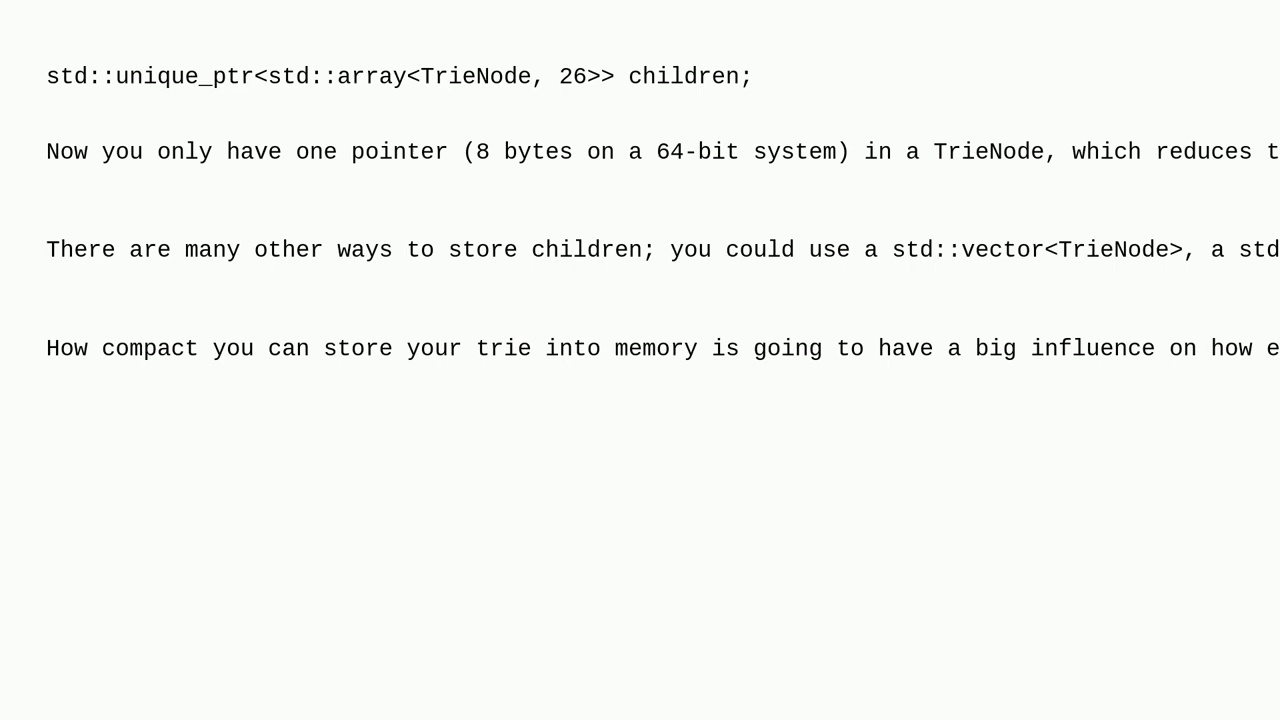 std::unique_ptr<std::array<TrieNode, 26>> children;
Now you only have one pointer (8 bytes on a 64-bit system) in a TrieNode, which reduces
There are many other ways to store children; you could use a std::vector<TrieNode>, a std
How compact you can store your trie into memory is going to have a big influence on how